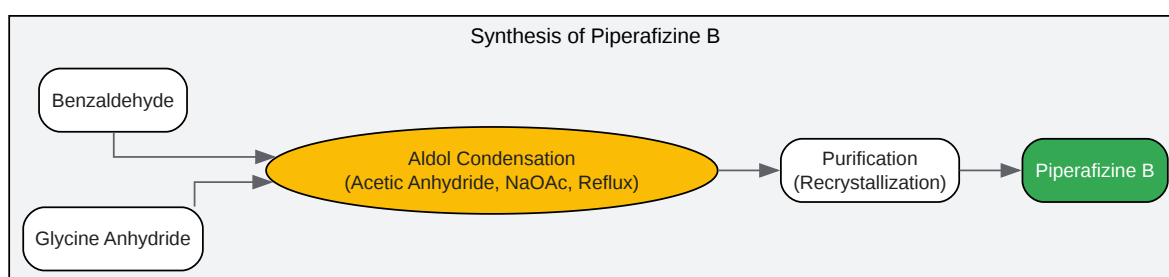 Synthesis of Piperafizine B
Benzaldehyde
Glycine Anhydride
Aldol Condensation
(Acetic Anhydride, NaOAc, Reflux)
Purification
(Recrystallization)
Piperafizine B